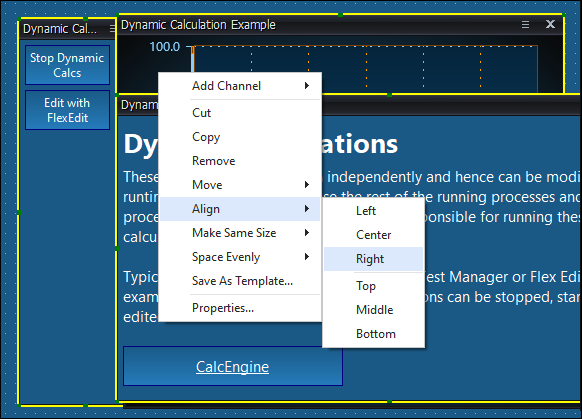 Dynamic Cal...
Dynamic Calculation Example
Stop Dynamic
Calcs
Edit with
FlexEdit
100.0
Add Channel
Cut
Copy
Remove
Move
Align
Make Same Size
Space Evenly
Save As Template...
Properties...
Left
Center
Right
Top
Middle
Bottom
Dynam
Dy ations
These independently and hence can be modi
runti se the rest of the running processes and
proce sponsible for running thes
calcu
Typic est Manager or Flex Edi
exam ons can be stopped, star
edite
CalcEngine